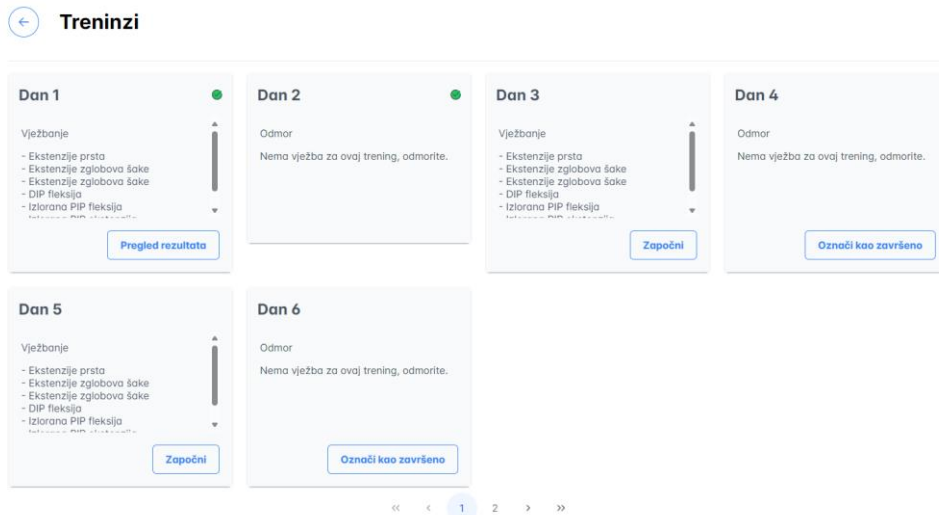 Treninzi
Dan 1
Vježbanje
- Ekstenzije prsta
- Ekstenzije zglobova šake
- Ekstenzije zglobova šake
- DIP fleksija
- Izlorana PIP fleksija
Pregled rezultata
Dan 2
Odmor
Nema vježba za ovaj trening, odmorite.
Dan 3
Vježbanje
- Ekstenzije prsta
- Ekstenzije zglobova šake
- Ekstenzije zglobova šake
- DIP fleksija
- Izlorana PIP fleksija
Započni
Dan 4
Odmor
Nema vježba za ovaj trening, odmorite.
Označi kao završeno
Dan 5
Vježbanje
- Ekstenzije prsta
- Ekstenzije zglobova šake
- Ekstenzije zglobova šake
- DIP fleksija
- Izlorana PIP fleksija
Započni
Dan 6
Odmor
Nema vježba za ovaj trening, odmorite.
Označi kao završeno
« ‹ 1 2 › »